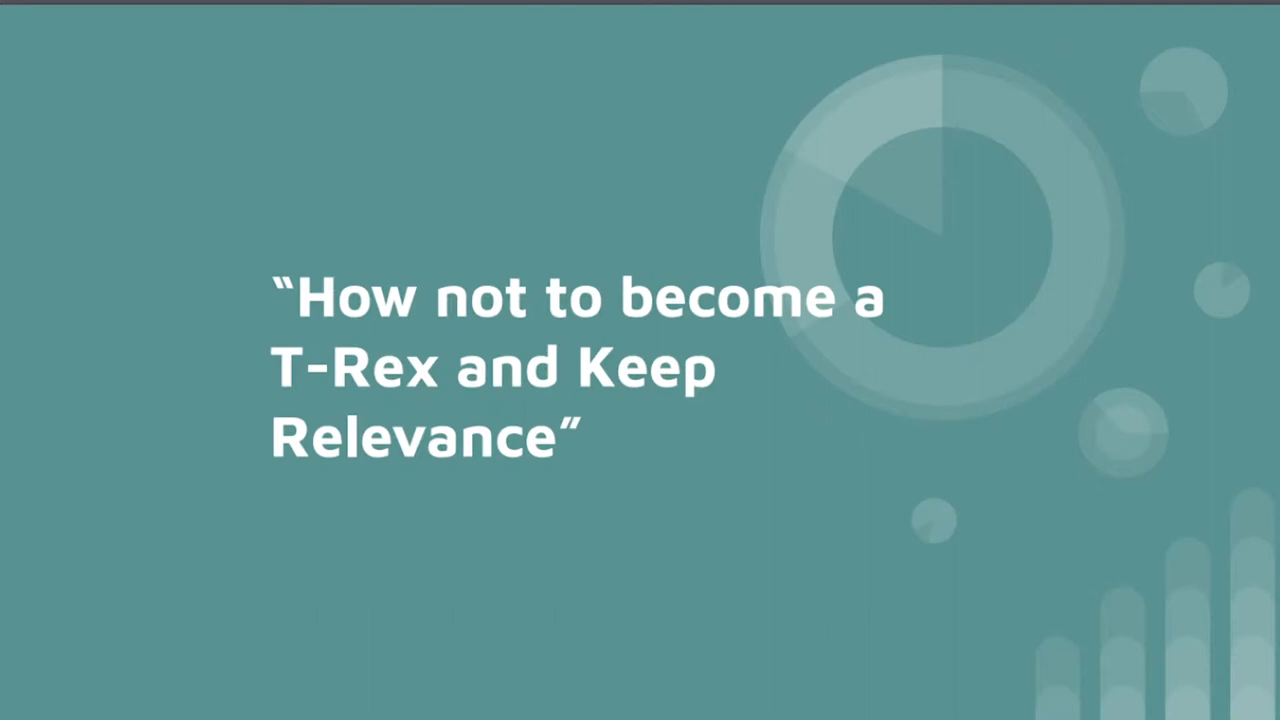 “How not to become a
T-Rex and Keep
Relevance”